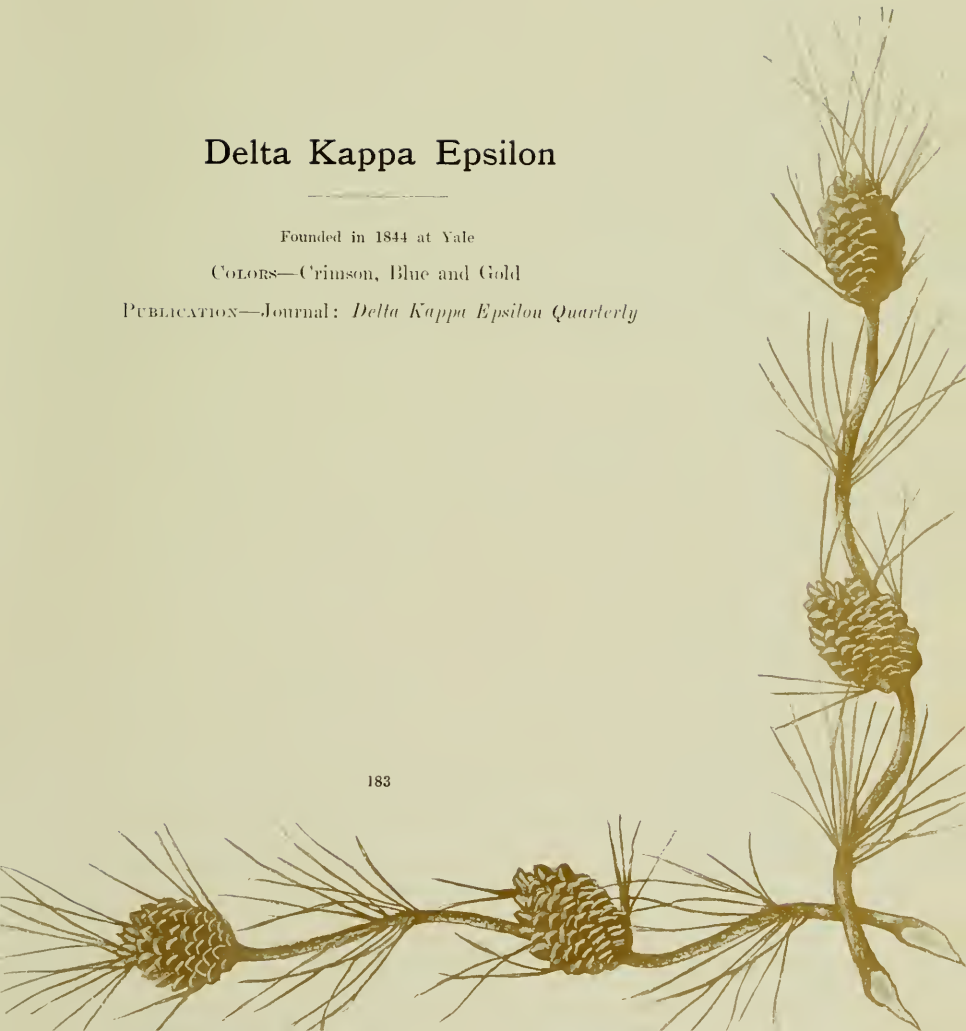 Delta Kappa Epsilon
Founded in 1844 at Yale
COLORS—Crimson, Blue and Gold
PUBLICATION—Journal: Delta Kappa Epsilon Quarterly
183